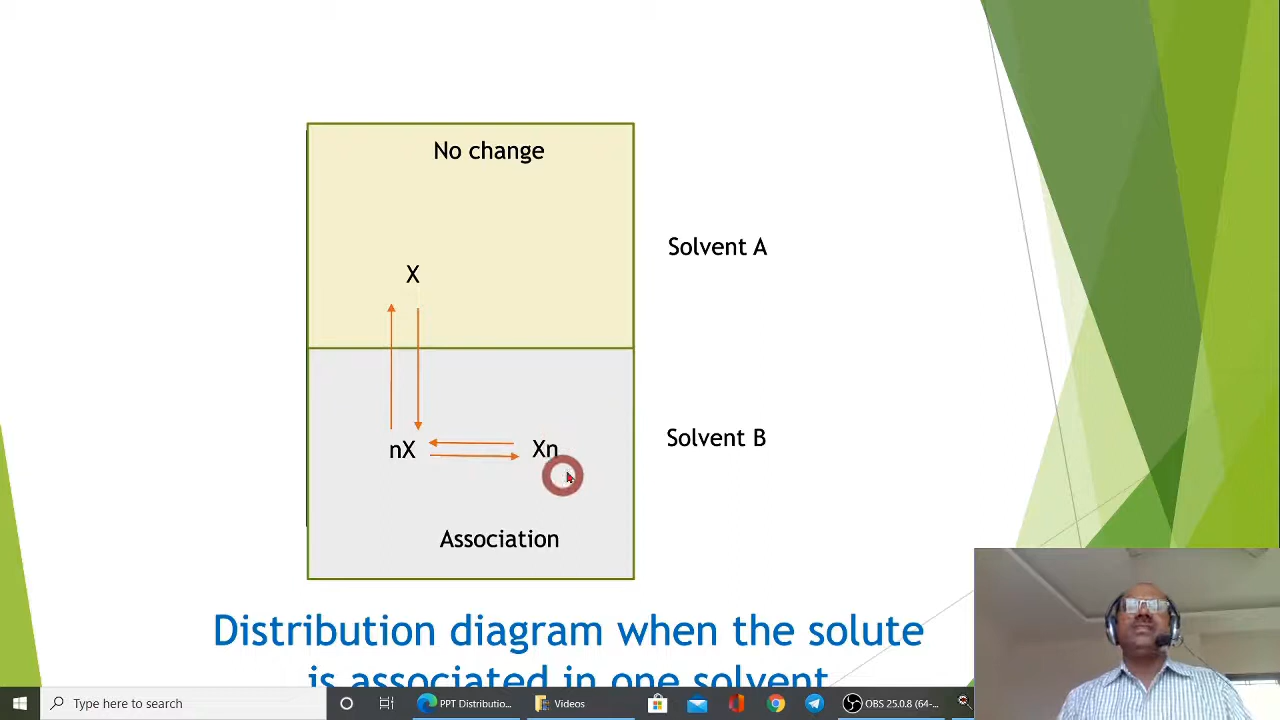 No change
Solvent A
X
Solvent B
nX
Xn
Association
Distribution diagram when the solute
is associated in one solvent
Type here to search
PPT Distributio...
Videos
OBS 25.0.8 (64-...